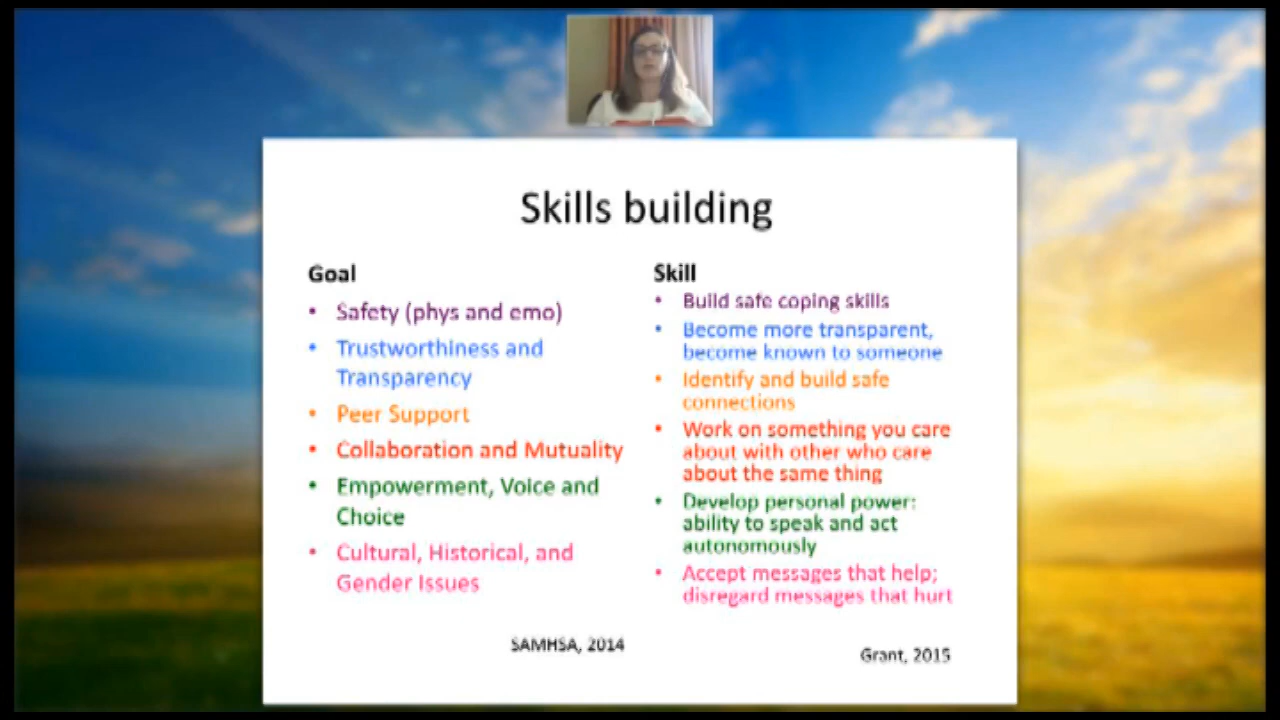 Skills building
Goal
• Safety (phys and emo)
• Trustworthiness and
Transparency
• Peer Support
• Collaboration and Mutuality
• Empowerment, Voice and
Choice
• Cultural, Historical, and
Gender Issues
SAMHSA, 2014
Skill
• Build safe coping skills
• Become more transparent,
become known to someone
• Identify and build safe
connections
• Work on something you care
about with other who care
about the same thing
• Develop personal power:
ability to speak and act
autonomously
• Accept messages that help;
disregard messages that hurt
Grant, 2015